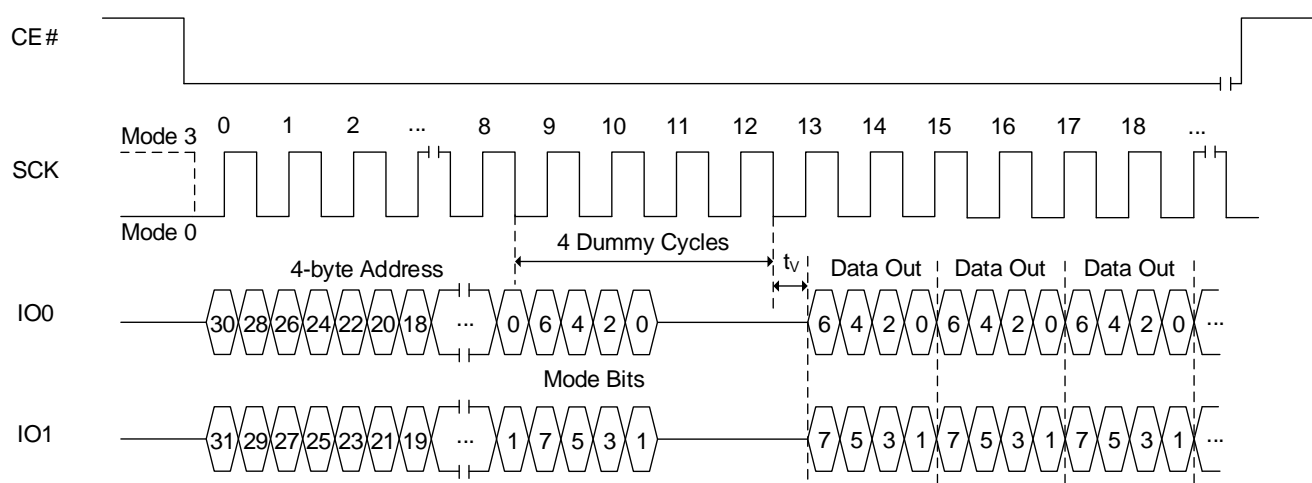 CE#
0 1 2 ... 8 9 10 11 12 13 14 15 16 17 18 ...
Mode 3
SCK
Mode 0
4 Dummy Cycles
tV
4-byte Address
Data Out Data Out Data Out
IO0
30 28 26 24 22 20 18 ... 0 6 4 2 0 6 4 2 0 6 4 2 0 6 4 2 0 ...
Mode Bits
IO1
31 29 27 25 23 21 19 ... 1 7 5 3 1 7 5 3 1 7 5 3 1 7 5 3 1 ...